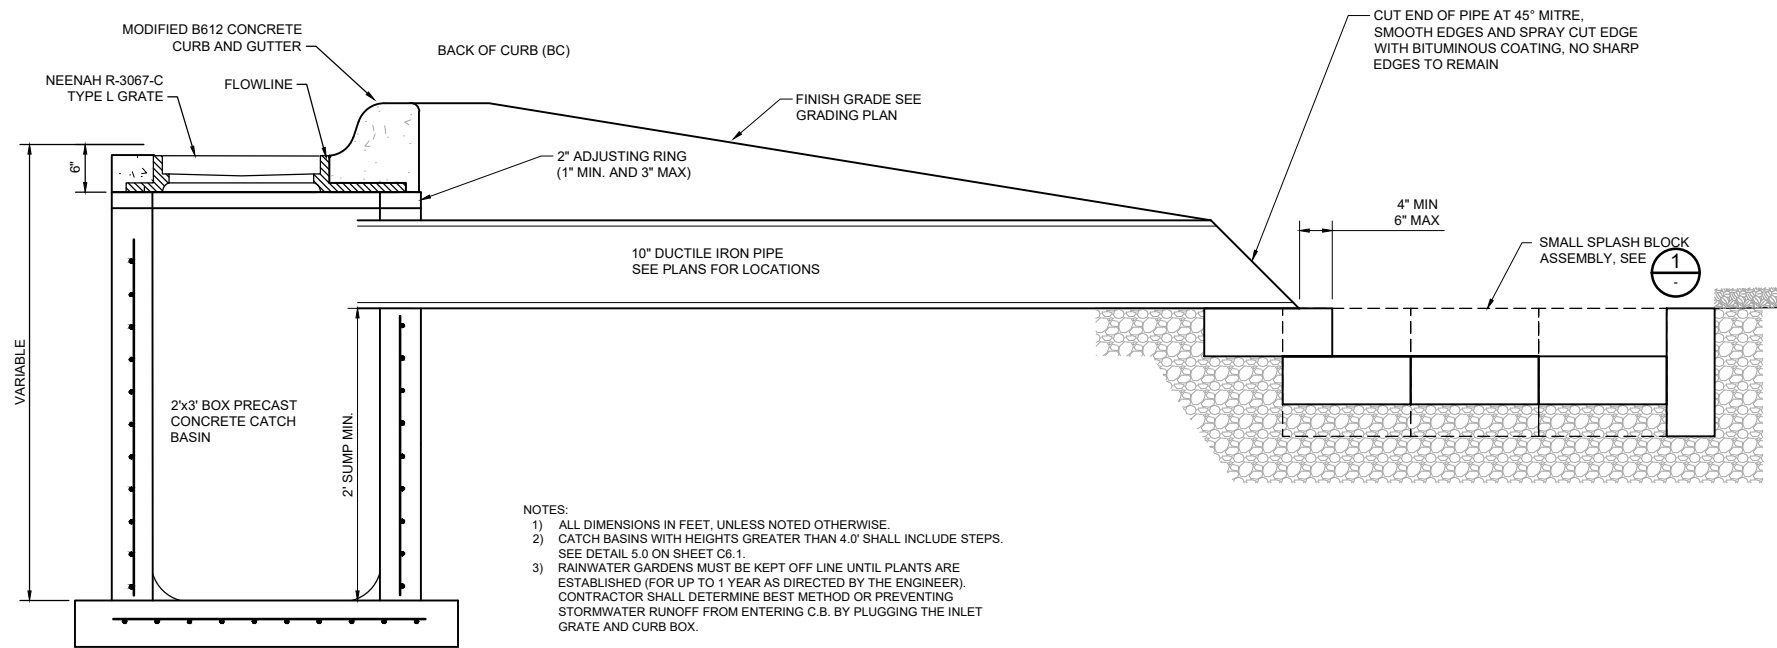 MODIFIED B612 CONCRETE
CURB AND GUTTER
BACK OF CURB (BC)
NEENAH R-3067-C
TYPE L GRATE
FLOWLINE
CUT END OF PIPE AT 45° MITRE,
SMOOTH EDGES AND SPRAY CUT EDGE
WITH BITUMINOUS COATING, NO SHARP
EDGES TO REMAIN
FINISH GRADE SEE
GRADING PLAN
6"
2" ADJUSTING RING
(1" MIN. AND 3" MAX)
4" MIN
6" MAX
10" DUCTILE IRON PIPE
SEE PLANS FOR LOCATIONS
SMALL SPLASH BLOCK
ASSEMBLY, SEE
1
-
VARIABLE
2'x3' BOX PRECAST
CONCRETE CATCH
BASIN
2' SUMP MIN.
NOTES:
1) ALL DIMENSIONS IN FEET, UNLESS NOTED OTHERWISE.
2) CATCH BASINS WITH HEIGHTS GREATER THAN 4.0' SHALL INCLUDE STEPS.
SEE DETAIL 5.0 ON SHEET C6.1.
3) RAINWATER GARDENS MUST BE KEPT OFF LINE UNTIL PLANTS ARE
ESTABLISHED (FOR UP TO 1 YEAR AS DIRECTED BY THE ENGINEER).
CONTRACTOR SHALL DETERMINE BEST METHOD OR PREVENTING
STORMWATER RUNOFF FROM ENTERING C.B. BY PLUGGING THE INLET
GRATE AND CURB BOX.